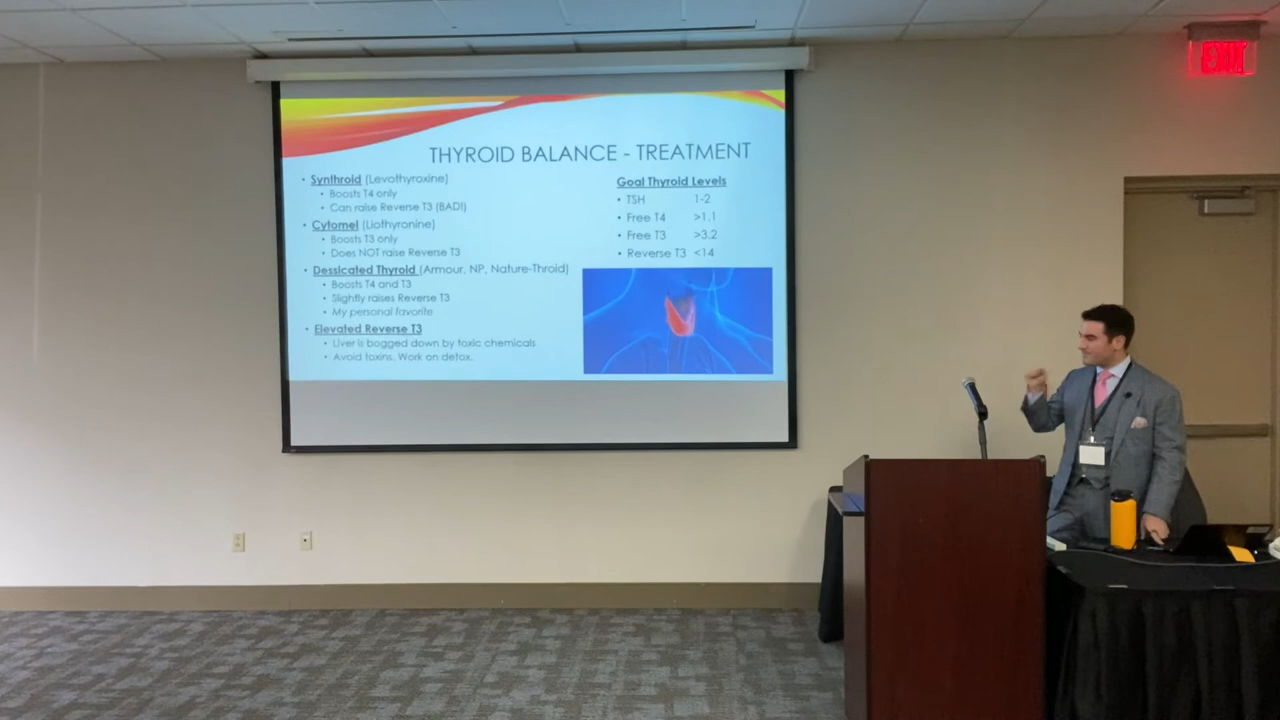 THYROID BALANCE - TREATMENT
• Synthroid (Levothyroxine)
• Boosts T4 only
• Can raise Reverse T3 (BAD!)
• Cytomel (Liothyronine)
• Boosts T3 only
• Does NOT raise Reverse T3
• Dessicated Thyroid (Armour, NP, Nature-Throid)
• Boosts T4 and T3
• Slightly raises Reverse T3
• My personal favorite
• Elevated Reverse T3
• Liver is bogged down by toxic chemicals
• Avoid toxins. Work on detox.
Goal Thyroid Levels
• TSH 1-2
• Free T4 >1.1
• Free T3 >3.2
• Reverse T3 <14
EXIT